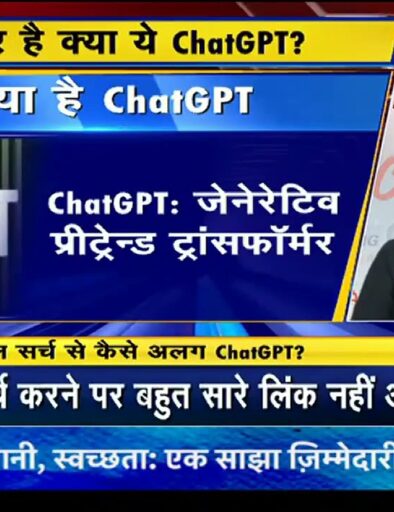 है क्या ये ChatGPT?
है ChatGPT
ChatGPT: जेनेरेटिव
प्रीट्रेन्ड ट्रांसफॉर्मर
सर्च से कैसे अलग ChatGPT?
करने पर बहुत सारे लिंक नहीं
स्वच्छता: एक साझा ज़िम्मेदारी